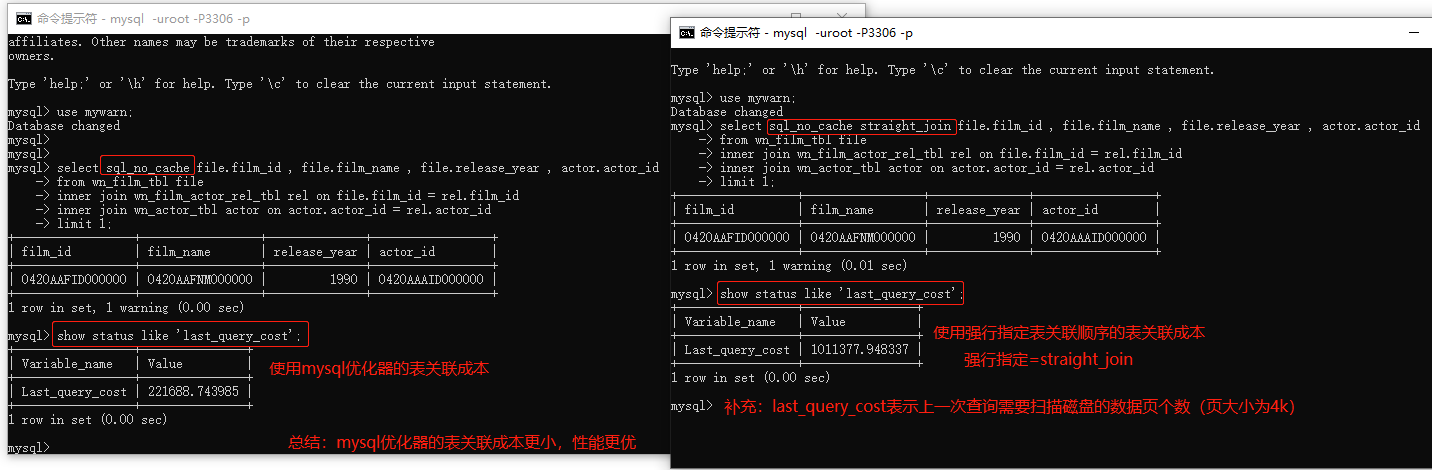 命令提示符 - mysql  -uroot -P3306 -p
affiliates. Other names may be trademarks of their respective
owners.
Type 'help;' or '\h' for help. Type '\c' to clear the current input statement.
mysql> use mywarn;
Database changed
mysql>
mysql>
mysql> select sql_no_cache file.film_id , file.film_name , file.release_year , actor.actor_id
    -> from wn_film_tbl file
    -> inner join wn_film_actor_rel_tbl rel on file.film_id = rel.film_id
    -> inner join wn_actor_tbl actor on actor.actor_id = rel.actor_id
    -> limit 1;
| film_id | film_name | release_year | actor_id |
| 0420AAFID000000 | 0420AAFNM000000 | 1990 | 0420AAAID000000 |
1 row in set, 1 warning (0.00 sec)
mysql> show status like 'last_query_cost';
| Variable_name | Value |
| Last_query_cost | 221688.743985 |
1 row in set (0.00 sec)
mysql>
使用mysql优化器的表关联成本
总结：mysql优化器的表关联成本更小，性能更优
命令提示符 - mysql  -uroot -P3306 -p
Type 'help;' or '\h' for help. Type '\c' to clear the current input statement.
mysql> use mywarn;
Database changed
mysql> select sql_no_cache straight_join file.film_id , file.film_name , file.release_year , actor.actor_id
    -> from wn_film_tbl file
    -> inner join wn_film_actor_rel_tbl rel on file.film_id = rel.film_id
    -> inner join wn_actor_tbl actor on actor.actor_id = rel.actor_id
    -> limit 1;
| film_id | film_name | release_year | actor_id |
| 0420AAFID000000 | 0420AAFNM000000 | 1990 | 0420AAAID000000 |
1 row in set, 1 warning (0.01 sec)
mysql> show status like 'last_query_cost';
| Variable_name | Value |
| Last_query_cost | 1011377.948337 |
1 row in set (0.00 sec)
mysql>
使用强行指定表关联顺序的表关联成本
强行指定=straight_join
补充：last_query_cost表示上一次查询需要扫描磁盘的数据页个数（页大小为4k）